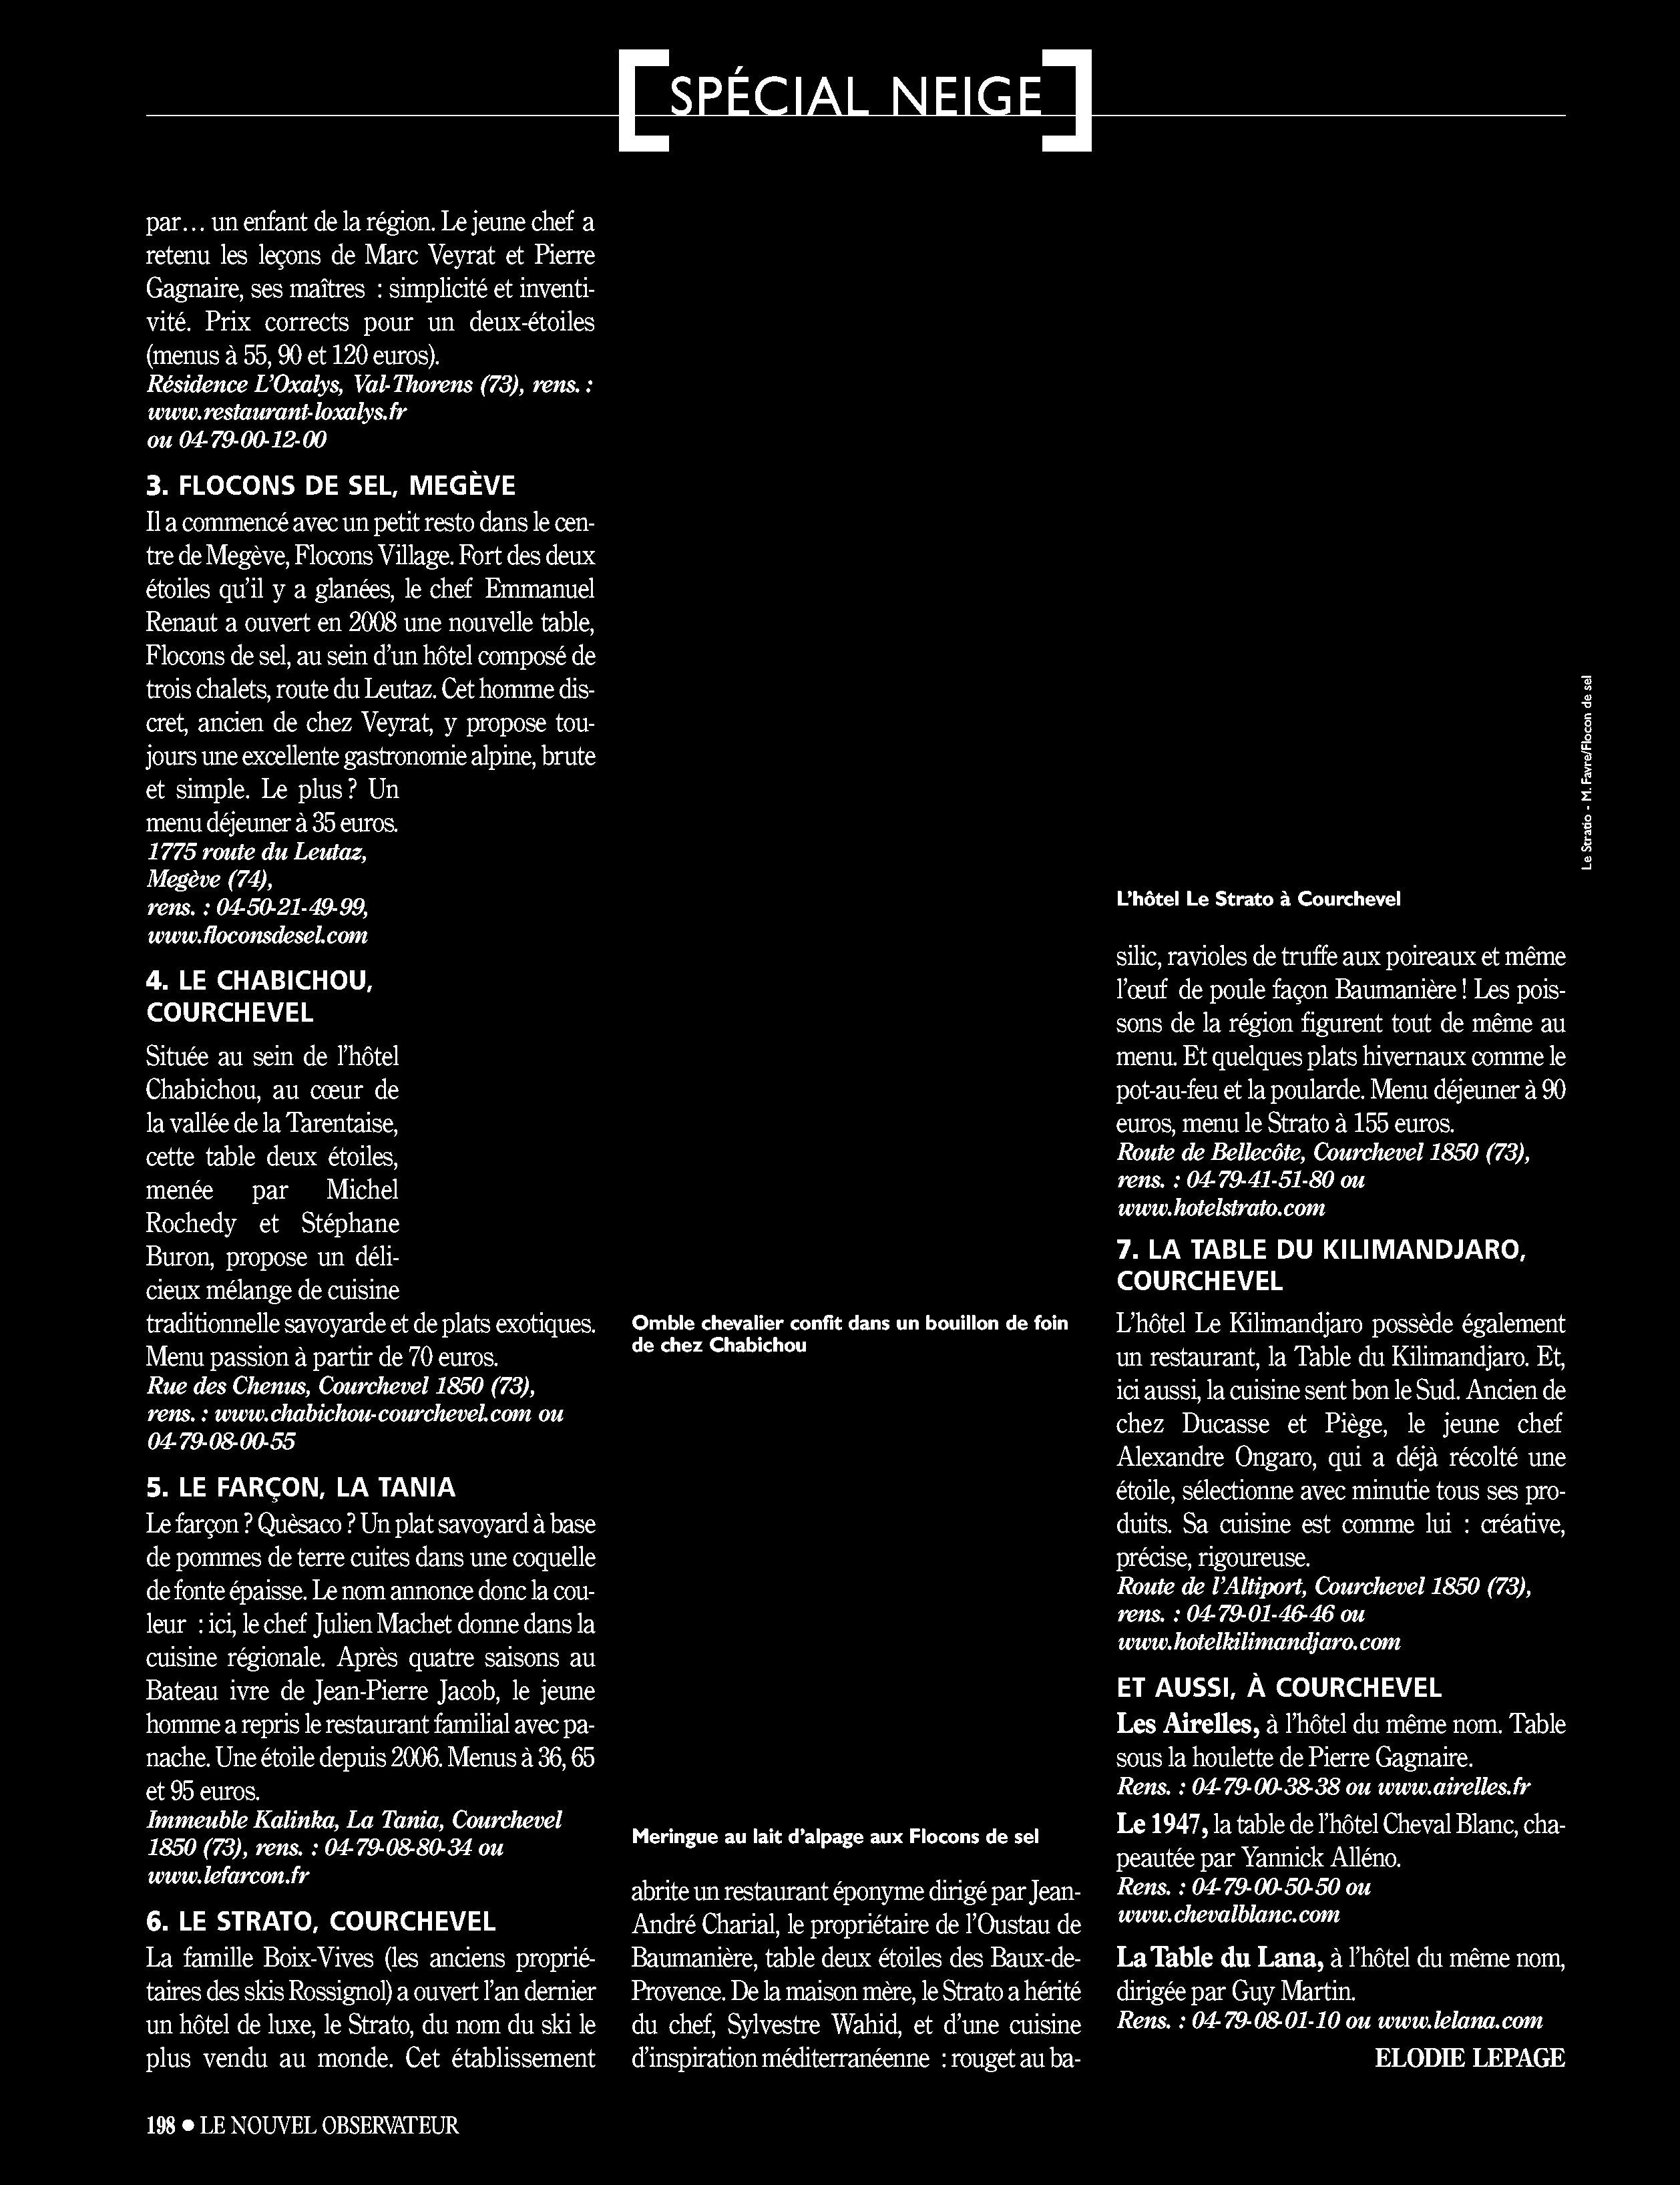 SPÉCIAL NEIGE
par… un enfant de la région. Le jeune chef a
retenu les leçons de Marc Veyrat et Pierre
Gagnaire, ses maîtres : simplicité et inventi-
vité. Prix corrects pour un deux-étoiles
(menus à 55, 90 et 120 euros).
Résidence L’Oxalys, Val-Thorens (73), rens. :
www.restaurant-loxalys.fr
ou 04-79-00-12-00
3. FLOCONS DE SEL, MEGÈVE
Il a commencé avec un petit resto dans le cen-
tre de Megève, Flocons Village. Fort des deux
étoiles qu’il y a glanées, le chef Emmanuel
Renaut a ouvert en 2008 une nouvelle table,
Flocons de sel, au sein d’un hôtel composé de
trois chalets, route du Leutaz. Cet homme dis-
cret, ancien de chez Veyrat, y propose tou-
jours une excellente gastronomie alpine, brute
et simple. Le plus ? Un
menu déjeuner à 35 euros.
1775 route du Leutaz,
Megève (74),
rens. : 04-50-21-49-99,
www.floconsdesel.com
4. LE CHABICHOU,
COURCHEVEL
Située au sein de l’hôtel
Chabichou, au cœur de
la vallée de la Tarentaise,
cette table deux étoiles,
menée par Michel
Rochedy et Stéphane
Buron, propose un déli-
cieux mélange de cuisine
traditionnelle savoyarde et de plats exotiques.
Menu passion à partir de 70 euros.
Rue des Chenus, Courchevel 1850 (73),
rens. : www.chabichou-courchevel.com ou
04-79-08-00-55
5. LE FARÇON, LA TANIA
Le farçon ? Quèsaco ? Un plat savoyard à base
de pommes de terre cuites dans une coquelle
de fonte épaisse. Le nom annonce donc la cou-
leur : ici, le chef Julien Machet donne dans la
cuisine régionale. Après quatre saisons au
Bateau ivre de Jean-Pierre Jacob, le jeune
homme a repris le restaurant familial avec pa-
nache. Une étoile depuis 2006. Menus à 36, 65
et 95 euros.
Immeuble Kalinka, La Tania, Courchevel
1850 (73), rens. : 04-79-08-80-34 ou
www.lefarcon.fr
6. LE STRATO, COURCHEVEL
La famille Boix-Vives (les anciens proprié-
taires des skis Rossignol) a ouvert l’an dernier
un hôtel de luxe, le Strato, du nom du ski le
plus vendu au monde. Cet établissement
Omble chevalier confit dans un bouillon de foin
de chez Chabichou
Meringue au lait d’alpage aux Flocons de sel
abrite un restaurant éponyme dirigé par Jean-
André Charial, le propriétaire de l’Oustau de
Baumanière, table deux étoiles des Baux-de-
Provence. De la maison mère, le Strato a hérité
du chef, Sylvestre Wahid, et d’une cuisine
d’inspiration méditerranéenne : rouget au ba-
Le Stratio - M. Favre/Flocon de sel
L’hôtel Le Strato à Courchevel
silic, ravioles de truffe aux poireaux et même
l’œuf de poule façon Baumanière ! Les pois-
sons de la région figurent tout de même au
menu. Et quelques plats hivernaux comme le
pot-au-feu et la poularde. Menu déjeuner à 90
euros, menu le Strato à 155 euros.
Route de Bellecôte, Courchevel 1850 (73),
rens. : 04-79-41-51-80 ou
www.hotelstrato.com
7. LA TABLE DU KILIMANDJARO,
COURCHEVEL
L’hôtel Le Kilimandjaro possède également
un restaurant, la Table du Kilimandjaro. Et,
ici aussi, la cuisine sent bon le Sud. Ancien de
chez Ducasse et Piège, le jeune chef
Alexandre Ongaro, qui a déjà récolté une
étoile, sélectionne avec minutie tous ses pro-
duits. Sa cuisine est comme lui : créative,
précise, rigoureuse.
Route de l’Altiport, Courchevel 1850 (73),
rens. : 04-79-01-46-46 ou
www.hotelkilimandjaro.com
ET AUSSI, À COURCHEVEL
Les Airelles, à l’hôtel du même nom. Table
sous la houlette de Pierre Gagnaire.
Rens. : 04-79-00-38-38 ou www.airelles.fr
Le 1947, la table de l’hôtel Cheval Blanc, cha-
peautée par Yannick Alléno.
Rens. : 04-79-00-50-50 ou
www.chevalblanc.com
La Table du Lana, à l’hôtel du même nom,
dirigée par Guy Martin.
Rens. : 04-79-08-01-10 ou www.lelana.com
ELODIE LEPAGE
198 • LE NOUVEL OBSERVATEUR